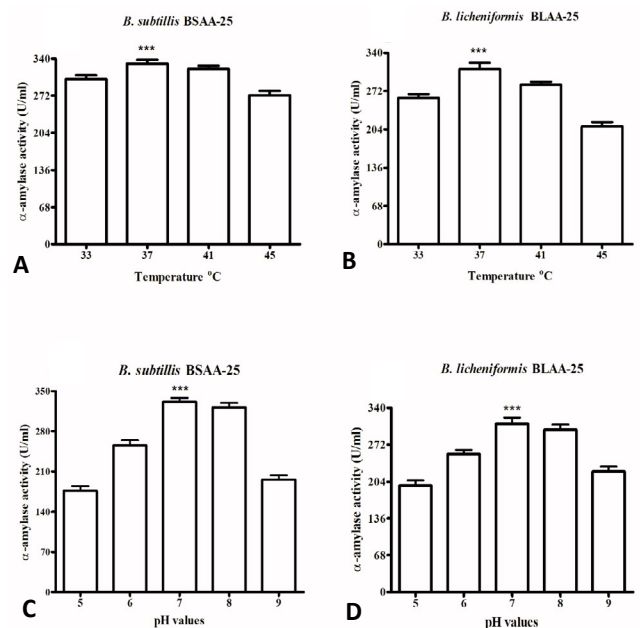 B. subtillis BSAA-25
***
α-amylase activity (U/ml)
340
272
204
136
68
0
33 37 41 45
Temperature °C
A
B. licheniformis BLAA-25
***
α-amylase activity (U/ml)
340
272
204
136
68
0
33 37 41 45
Temperature °C
B
B. subtillis BSAA-25
***
α-amylase activity (U/ml)
350
280
210
140
70
0
5 6 7 8 9
pH values
C
B. licheniformis BLAA-25
***
α-amylase activity (U/ml)
340
272
204
136
68
0
5 6 7 8 9
pH values
D